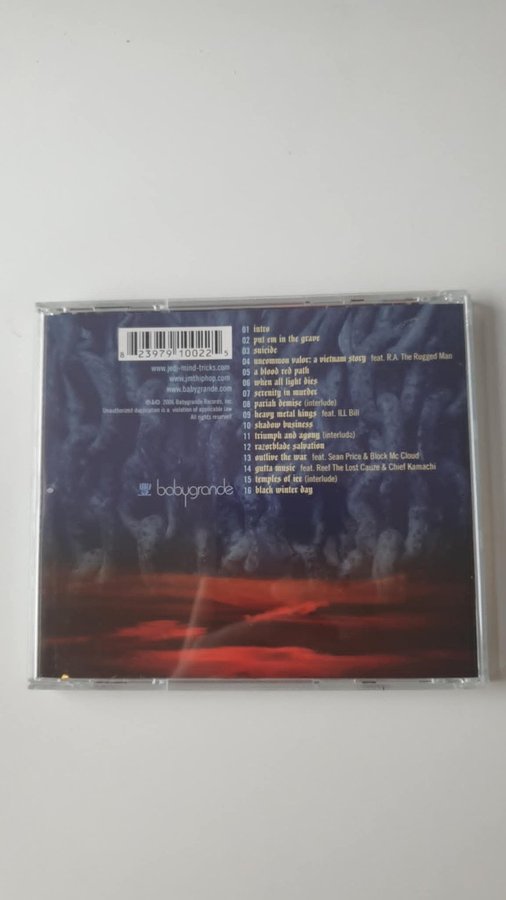 8 23979 10022 5
www.jedi-mind-tricks.com
www.jmthiphop.com
www.babygrande.com
℗&© 2006 Babygrande Records, Inc.
Unauthorized duplication is a violation of applicable law
All rights reserved
babygrande
01 intro
02 put em in the grave
03 suicide
04 uncommon valor: a vietnam story feat. R.A. The Rugged Man
05 a blood red path
06 when all light dies
07 serenity in murder
08 pariah demise (interlude)
09 heavy metal kings feat. ILL Bill
10 shadow business
11 triumph and agony (interlude)
12 razorblade salvation
13 outlive the war feat. Sean Price & Block Mc Cloud
14 gutta music feat. Reef The Lost Cauze & Chief Kamachi
15 temples of ice (interlude)
16 black winter day